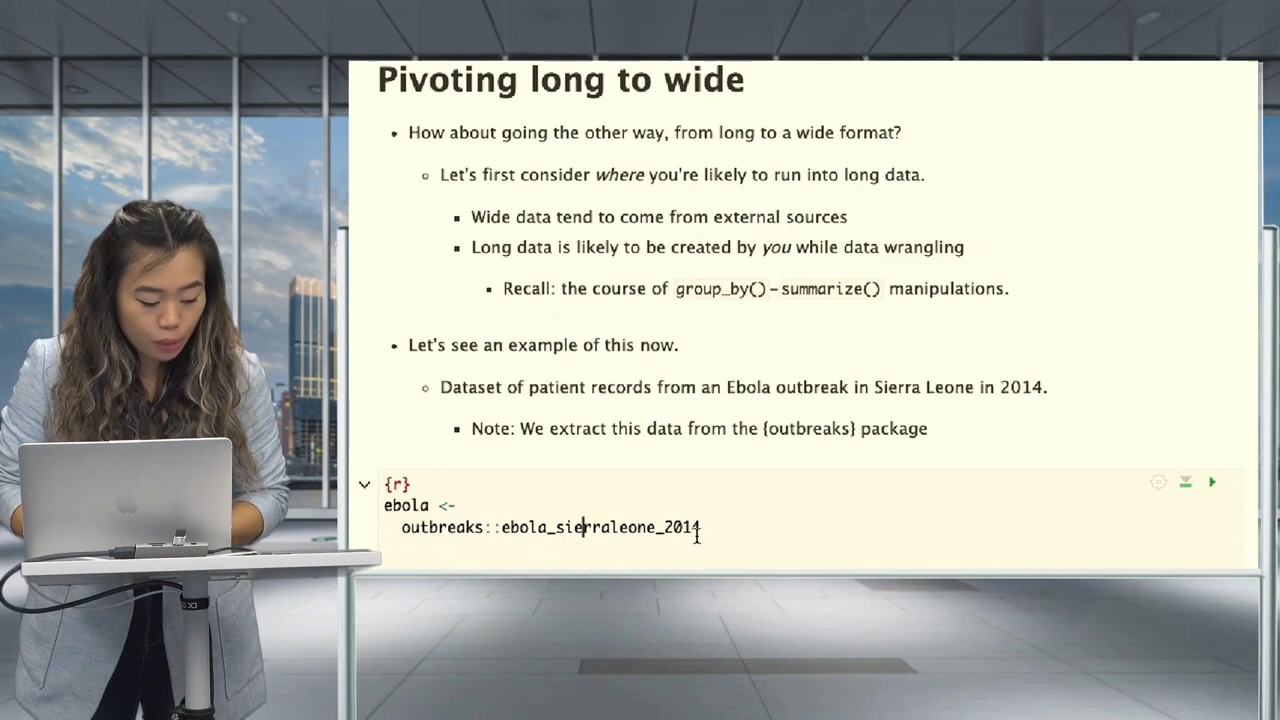 Pivoting long to wide
• How about going the other way, from long to a wide format?
◦ Let's first consider where you're likely to run into long data.
▪ Wide data tend to come from external sources
▪ Long data is likely to be created by you while data wrangling
▪ Recall: the course of group_by()-summarize() manipulations.
• Let's see an example of this now.
◦ Dataset of patient records from an Ebola outbreak in Sierra Leone in 2014.
▪ Note: We extract this data from the {outbreaks} package
{r}
ebola <-
outbreaks::ebola_sierraleone_2014